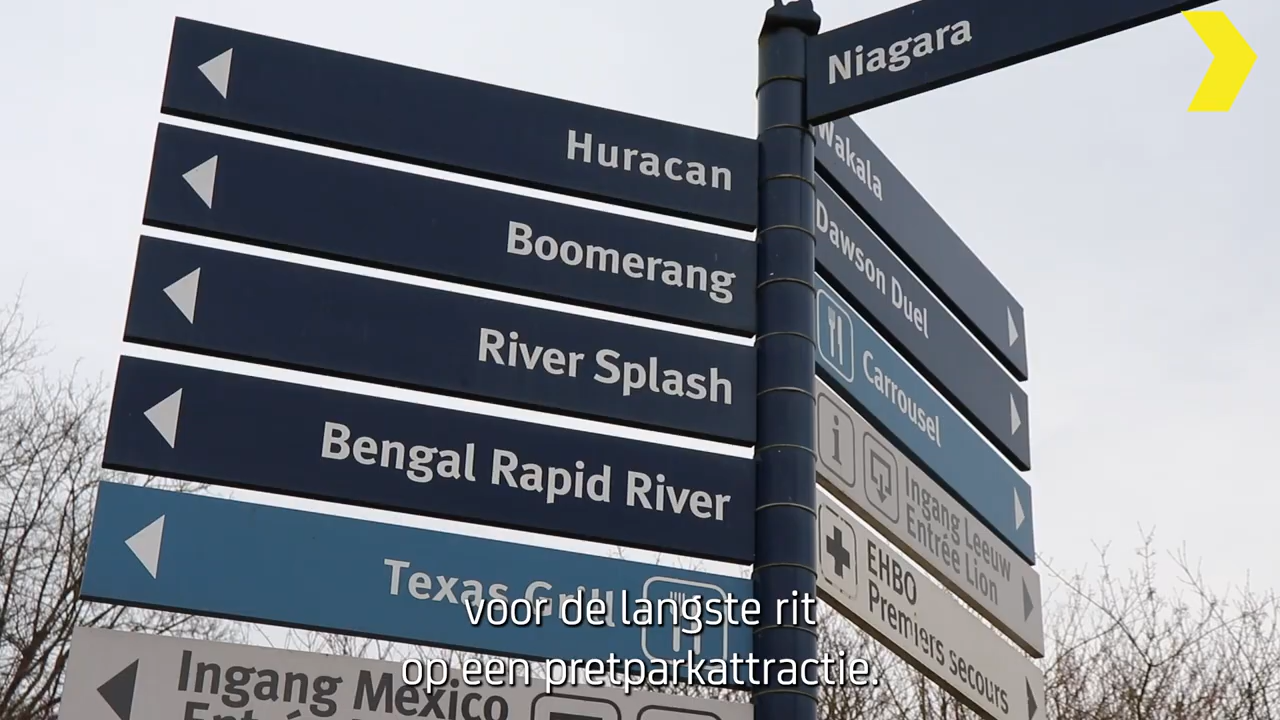 Niagara
Huracan
Boomerang
River Splash
Bengal Rapid River
Texas Grill
Ingang Mexico
Wakala
Dawson Duel
Carrousel
i
Ingang Leeuw
Entrée Lion
EHBO
Premiers secours
voor de langste rit
op een pretparkattractie.